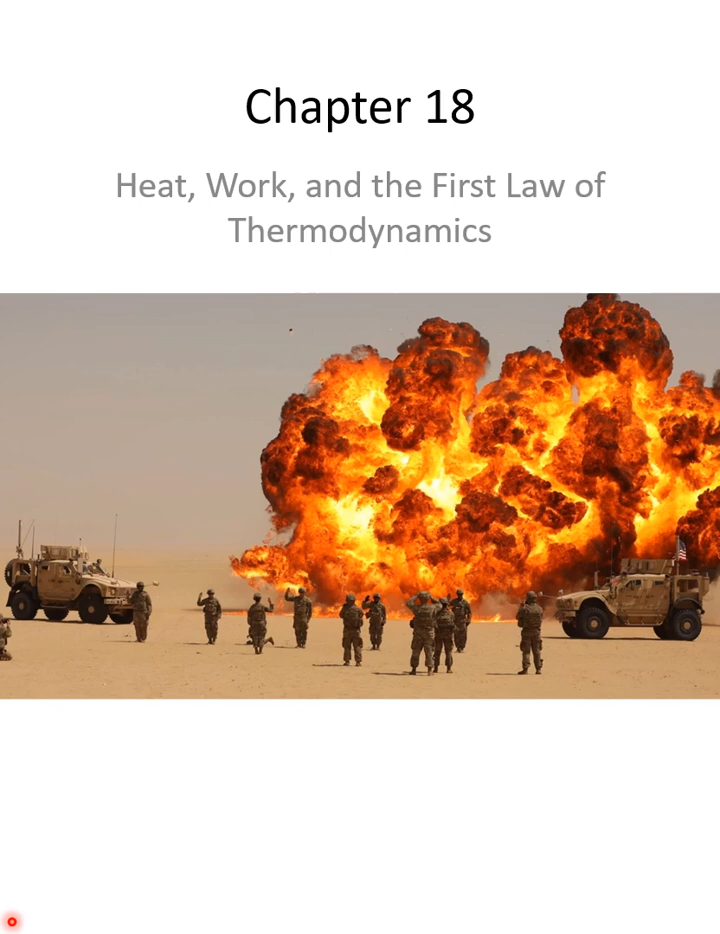 Chapter 18
Heat, Work, and the First Law of
Thermodynamics